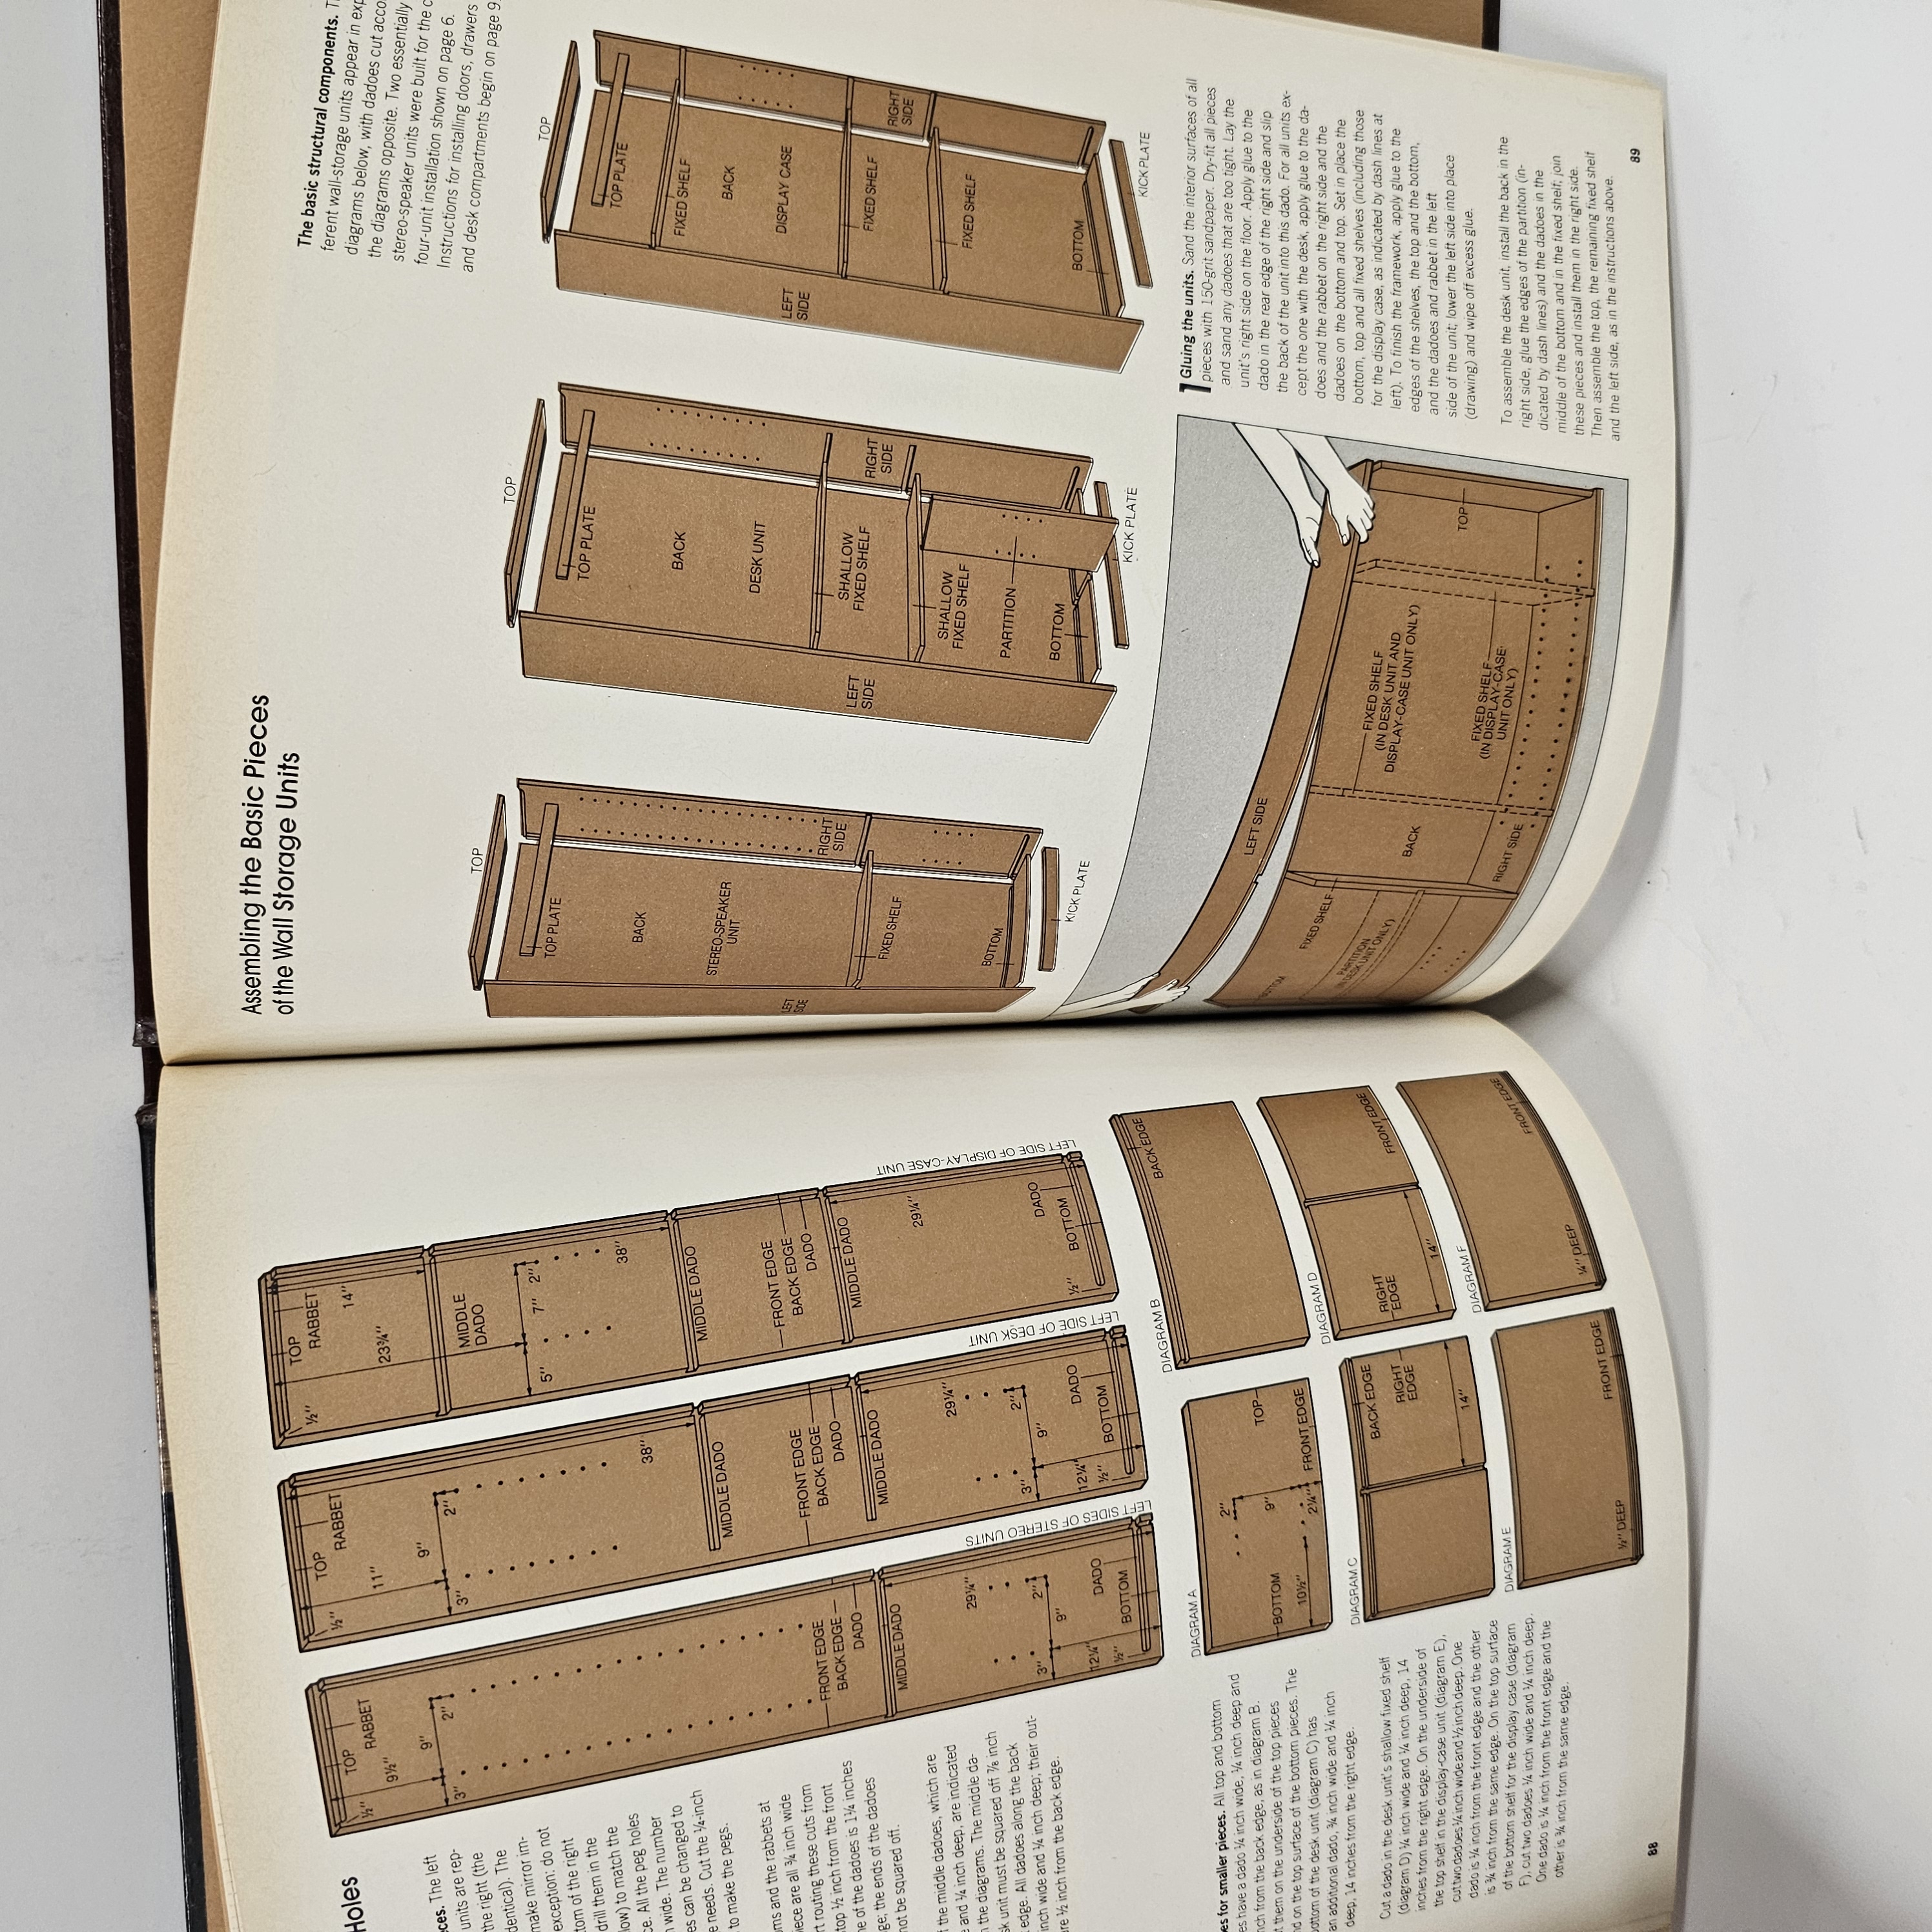 Holes
ces. The left
units are rep-
the right (the
dentical). The
make mirror im-
exception: do not
tom of the right
drill them in the
low) to match the
ce. All the peg holes
wide. The number
es can be changed to
e needs. Cut the ¼-inch
to make the pegs.
oms and the rabbets at
iece are all ¾ inch wide
rt routing these cuts from
stop ½ inch from the front
ne of the dadoes is 1¼ inches
ge; the ends of the dadoes
not be squared off.
f the middle dadoes, which are
e and ¼ inch deep, are indicated
n the diagrams. The middle da-
sk unit must be squared off ⅞ inch
edge. All dadoes along the back
inch wide and ¼ inch deep; their out-
are ½ inch from the back edge.
½″
TOP
RABBET
9½″
9″
3″
2″
FRONT EDGE
BACK EDGE
DADO
MIDDLE DADO
29¼″
3″
2″
9″
12¼″
DADO
½″
BOTTOM
LEFT SIDES OF STEREO UNITS
½″
TOP
RABBET
11″
9″
3″
2″
38″
MIDDLE DADO
FRONT EDGE
BACK EDGE
DADO
MIDDLE DADO
29¼″
3″
2″
9″
12¼″
DADO
½″
BOTTOM
LEFT SIDE OF DESK UNIT
½″
TOP
RABBET
14″
23¾″
MIDDLE
DADO
5″
7″
2″
38″
MIDDLE DADO
FRONT EDGE
BACK EDGE
DADO
MIDDLE DADO
29¼″
DADO
½″
BOTTOM
LEFT SIDE OF DISPLAY-CASE UNIT
es for smaller pieces. All top and bottom
es have a dado ¼ inch wide, ¼ inch deep and
nch from the back edge, as in diagram B.
t them on the underside of the top pieces
nd on the top surface of the bottom pieces. The
ottom of the desk unit (diagram C) has
an additional dado, ¾ inch wide and ¼ inch
deep, 14 inches from the right edge.
Cut a dado in the desk unit's shallow fixed shelf
(diagram D) ¾ inch wide and ¼ inch deep, 14
inches from the right edge. On the underside of
the top shelf in the display-case unit (diagram E),
cut two dadoes ¼ inch wide and ½ inch deep. One
dado is ¼ inch from the front edge and the other
is ¾ inch from the same edge. On the top surface
of the bottom shelf for the display case (diagram
F), cut two dadoes ¼ inch wide and ¼ inch deep.
One dado is ¼ inch from the front edge and the
other is ¾ inch from the same edge.
DIAGRAM A
2″
TOP
9″
BOTTOM
10½″
2¼″
FRONT EDGE
DIAGRAM B
BACK EDGE
DIAGRAM C
BACK EDGE
RIGHT
EDGE
14″
DIAGRAM D
RIGHT
EDGE
FRONT EDGE
14″
DIAGRAM E
½″ DEEP
FRONT EDGE
DIAGRAM F
¼″ DEEP
FRONT EDGE
88
Assembling the Basic Pieces
of the Wall Storage Units
The basic structural components. T
ferent wall-storage units appear in exp
diagrams below, with dadoes cut acco
the diagrams opposite. Two essentially
stereo-speaker units were built for the c
four-unit installation shown on page 6.
Instructions for installing doors, drawers
and desk compartments begin on page 9
TOP
TOP PLATE
BACK
STEREO-SPEAKER
UNIT
LEFT
SIDE
RIGHT
SIDE
FIXED SHELF
BOTTOM
KICK PLATE
TOP
TOP PLATE
BACK
DESK UNIT
SHALLOW
FIXED SHELF
LEFT
SIDE
RIGHT
SIDE
SHALLOW
FIXED SHELF
PARTITION
BOTTOM
KICK PLATE
TOP
TOP PLATE
FIXED SHELF
BACK
DISPLAY CASE
LEFT
SIDE
FIXED SHELF
RIGHT
SIDE
FIXED SHELF
BOTTOM
KICK PLATE
LEFT SIDE
BOTTOM
FIXED SHELF
PARTITION
(IN DESK UNIT ONLY)
BACK
FIXED SHELF
(IN DESK UNIT AND
DISPLAY-CASE UNIT ONLY)
TOP
FIXED SHELF
(IN DISPLAY-CASE
UNIT ONLY)
RIGHT SIDE
1 Gluing the units. Sand the interior surfaces of all
pieces with 150-grit sandpaper. Dry-fit all pieces
and sand any dadoes that are too tight. Lay the
unit's right side on the floor. Apply glue to the
dado in the rear edge of the right side and slip
the back of the unit into this dado. For all units ex-
cept the one with the desk, apply glue to the da-
does and the rabbet on the right side and the
dadoes on the bottom and top. Set in place the
bottom, top and all fixed shelves (including those
for the display case, as indicated by dash lines at
left). To finish the framework, apply glue to the
edges of the shelves, the top and the bottom,
and the dadoes and rabbet in the left
side of the unit; lower the left side into place
(drawing) and wipe off excess glue.
To assemble the desk unit, install the back in the
right side, glue the edges of the partition (in-
dicated by dash lines) and the dadoes in the
middle of the bottom and in the fixed shelf; join
these pieces and install them in the right side.
Then assemble the top, the remaining fixed shelf
and the left side, as in the instructions above.
89